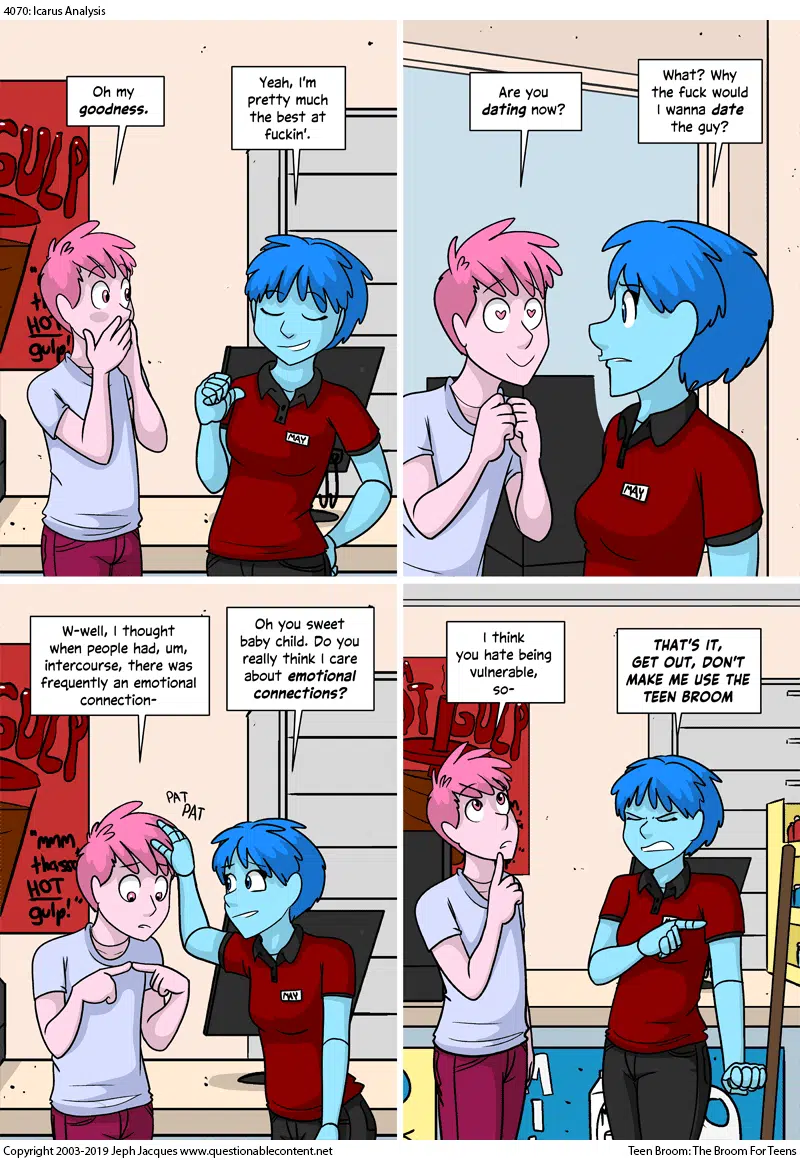 4070: Icarus Analysis
Oh my
goodness.
Yeah, I'm
pretty much
the best at
fuckin'.
GULP
HOT
gulp!
MAY
Are you
dating now?
What? Why
the fuck would
I wanna date
the guy?
MAY
W-well, I thought
when people had, um,
intercourse, there was
frequently an emotional
connection-
Oh you sweet
baby child. Do you
really think I care
about emotional
connections?
PAT
PAT
GULP
"mmm,
thasss
HOT
gulp!"
MAY
I think
you hate being
vulnerable,
so-
THAT'S IT,
GET OUT, DON'T
MAKE ME USE THE
TEEN BROOM
GULP
Copyright 2003-2019 Jeph Jacques www.questionablecontent.net
Teen Broom: The Broom For Teens